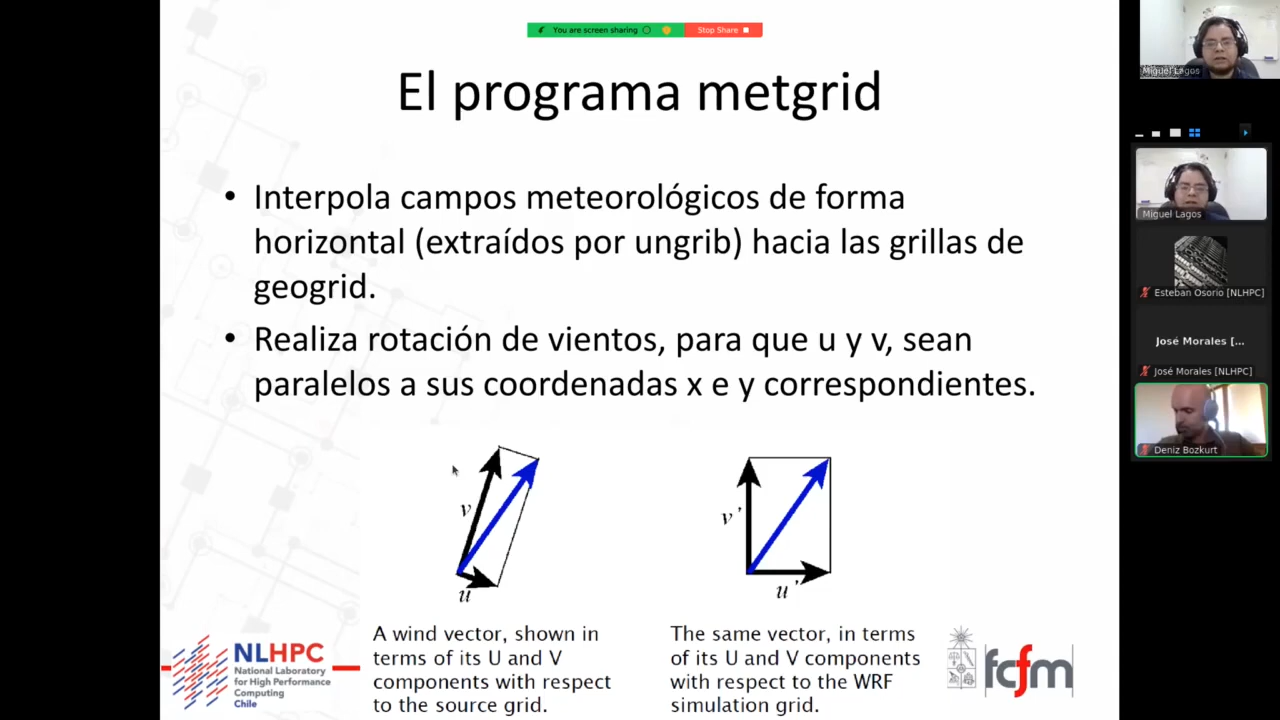 You are screen sharing
Stop Share
El programa metgrid
• Interpola campos meteorológicos de forma
horizontal (extraídos por ungrib) hacia las grillas de
geogrid.
• Realiza rotación de vientos, para que u y v, sean
paralelos a sus coordenadas x e y correspondientes.
v
u
v'
u'
A wind vector, shown in
terms of its U and V
components with respect
to the source grid.
The same vector, in terms
of its U and V components
with respect to the WRF
simulation grid.
NLHPC
National Laboratory
for High Performance
Computing
Chile
fcfm
Miguel Lagos
Miguel Lagos
Esteban Osorio [NLHPC]
José Morales [...
José Morales [NLHPC]
Deniz Bozkurt